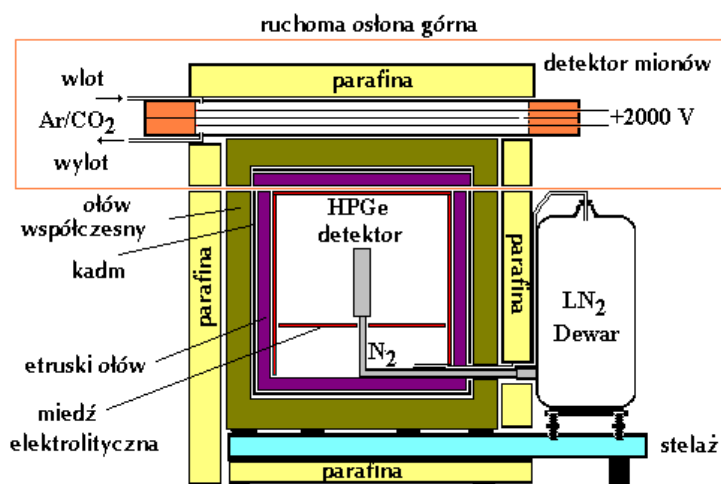 ruchoma osłona górna
wlot
parafina
detektor mionów
Ar/CO2
+2000 V
wylot
ołów
współczesny
HPGe
detektor
kadm
parafina
parafina
LN2
Dewar
N2
etruski ołów
miedź
elektrolityczna
stelaż
parafina